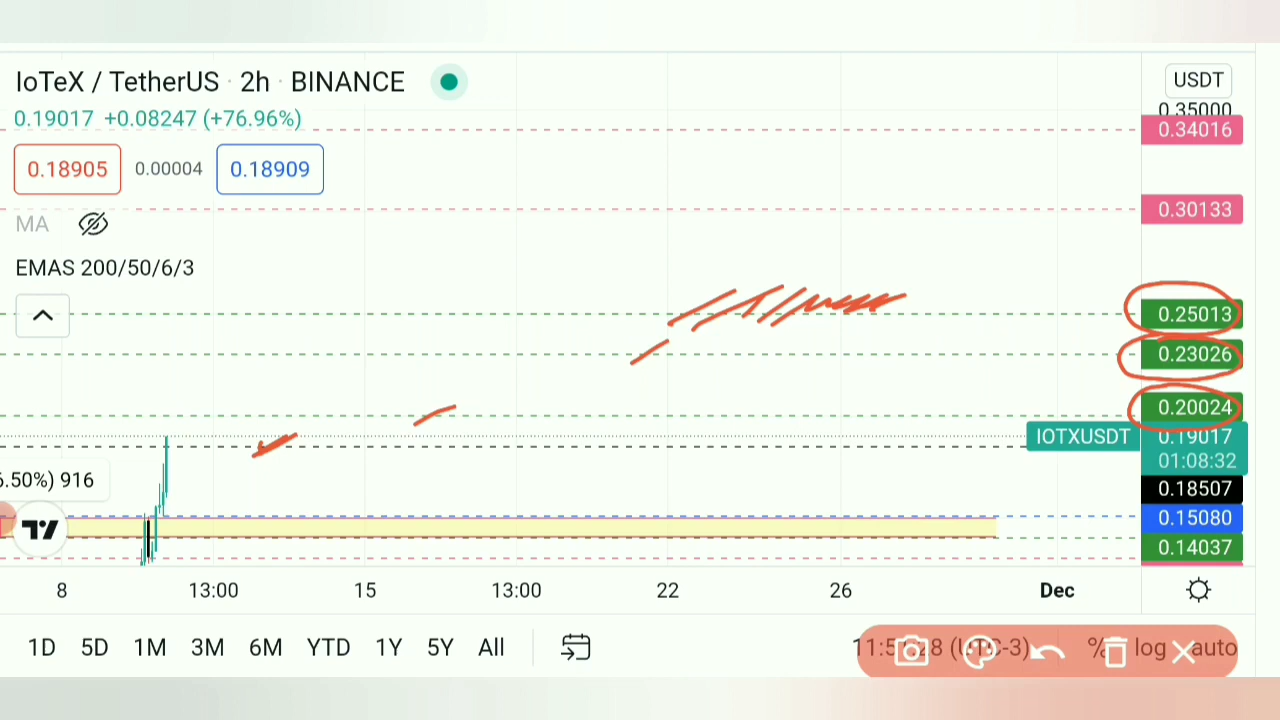 IoTeX / TetherUS · 2h · BINANCE
USDT
0.19017 +0.08247 (+76.96%)
0.35000
0.34016
0.18905 0.00004 0.18909
MA
0.30133
EMAS 200/50/6/3
0.25013
0.23026
0.20024
IOTXUSDT 0.19017
01:08:32
6.50%) 916
0.18507
0.15080
0.14037
8 13:00 15 13:00 22 26 Dec
1D 5D 1M 3M 6M YTD 1Y 5Y All
(UTC-3) % log auto